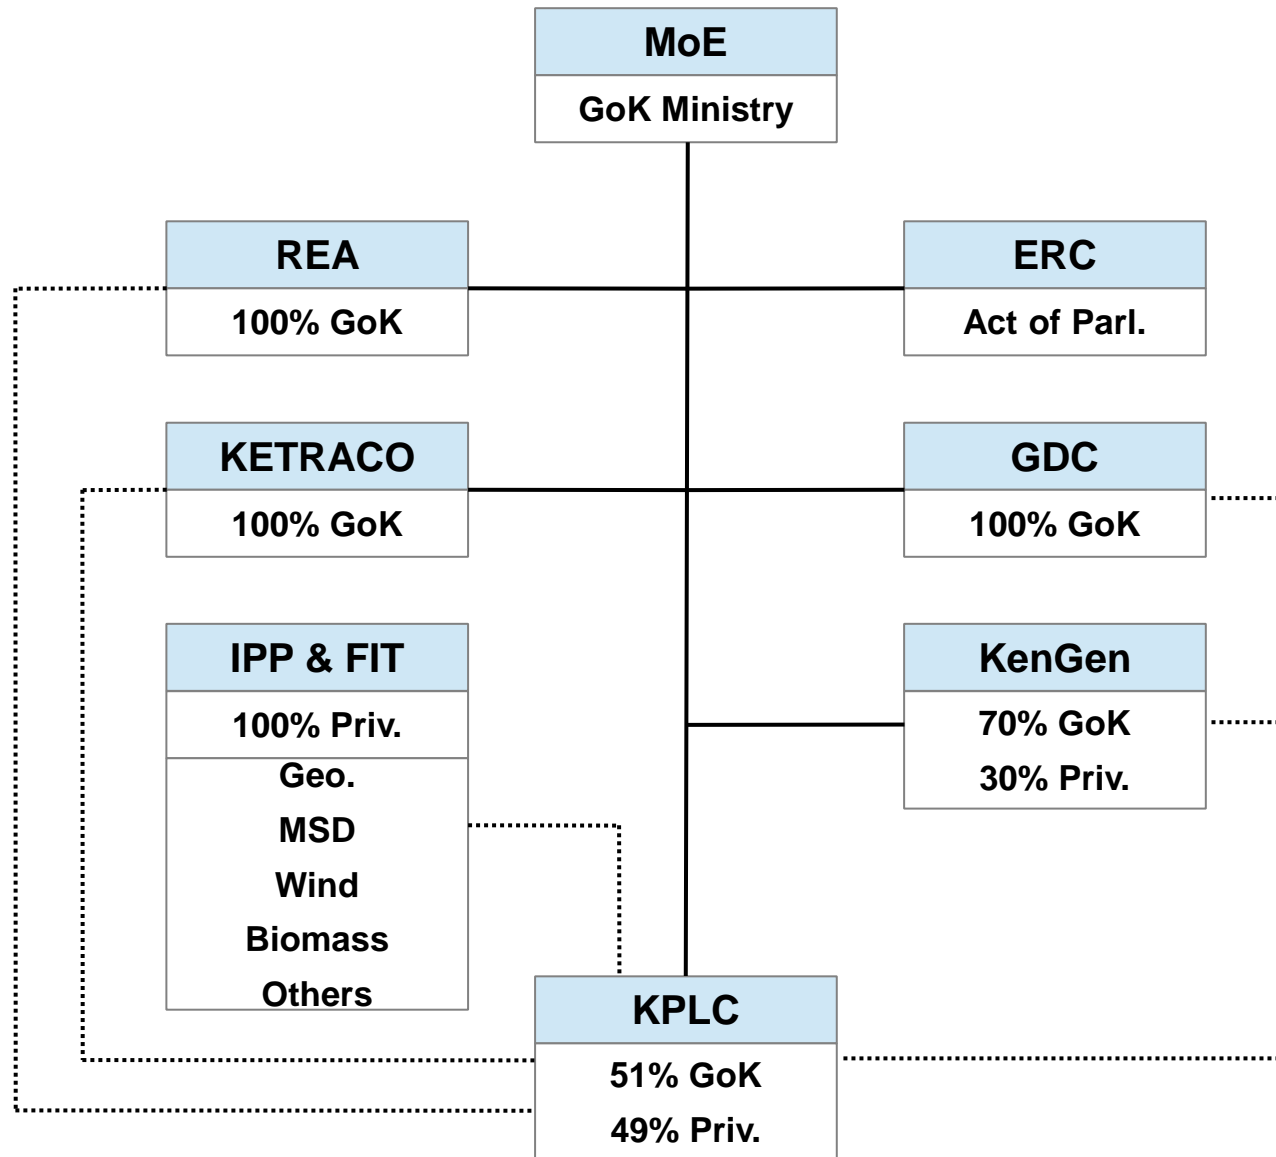 MoE
GoK Ministry
REA
100% GoK
ERC
Act of Parl.
KETRACO
100% GoK
GDC
100% GoK
IPP & FIT
100% Priv.
Geo.
MSD
Wind
Biomass
Others
KenGen
70% GoK
30% Priv.
KPLC
51% GoK
49% Priv.